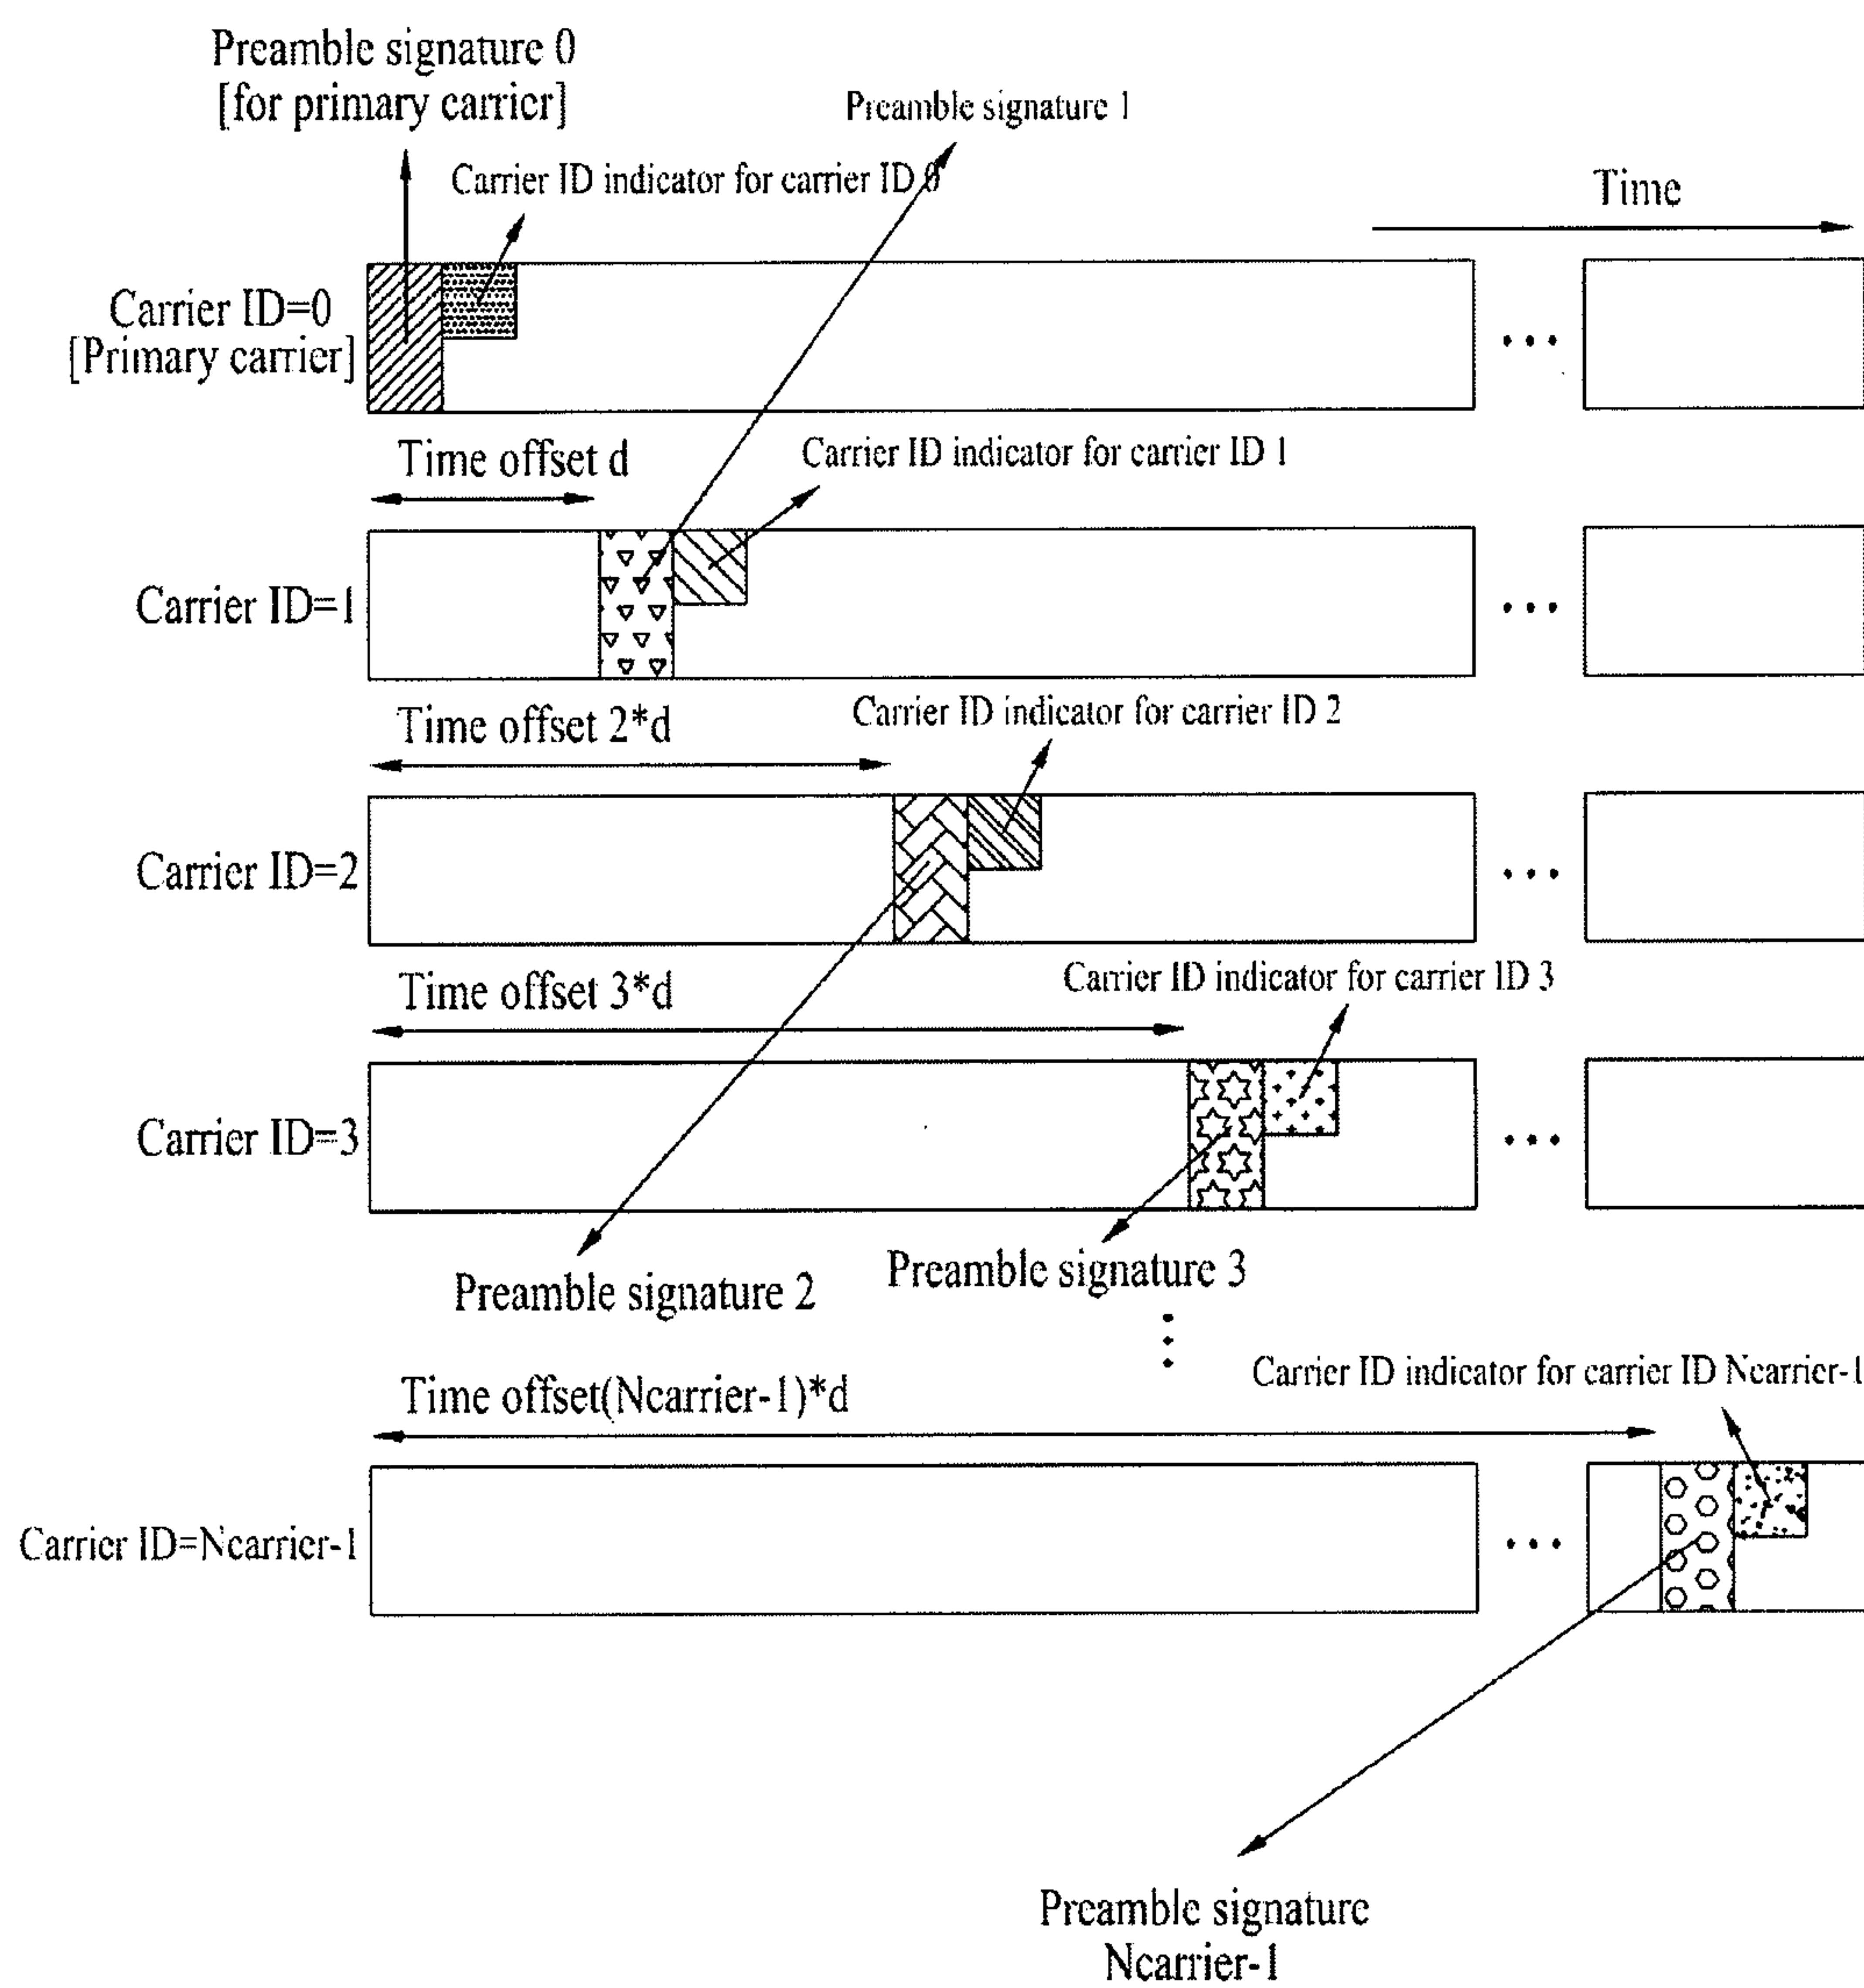 Preamble signature 0
[for primary carrier]
Preamble signature 1
Carrier ID indicator for carrier ID 0
Time
Carrier ID=0
[Primary carrier]
...
Time offset d
Carrier ID indicator for carrier ID 1
Carrier ID=1
...
Time offset 2*d
Carrier ID indicator for carrier ID 2
Carrier ID=2
...
Time offset 3*d
Carrier ID indicator for carrier ID 3
Carrier ID=3
...
Preamble signature 2
Preamble signature 3
Carrier ID indicator for carrier ID Ncarrier-1
Time offset(Ncarrier-1)*d
Carrier ID=Ncarrier-1
...
Preamble signature
Ncarrier-1